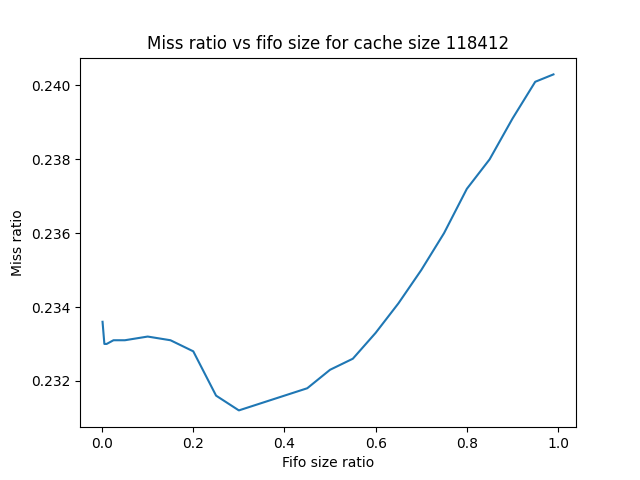 Miss ratio vs fifo size for cache size 118412
0.240
0.238
0.236
0.234
0.232
Miss ratio
0.0 0.2 0.4 0.6 0.8 1.0
Fifo size ratio